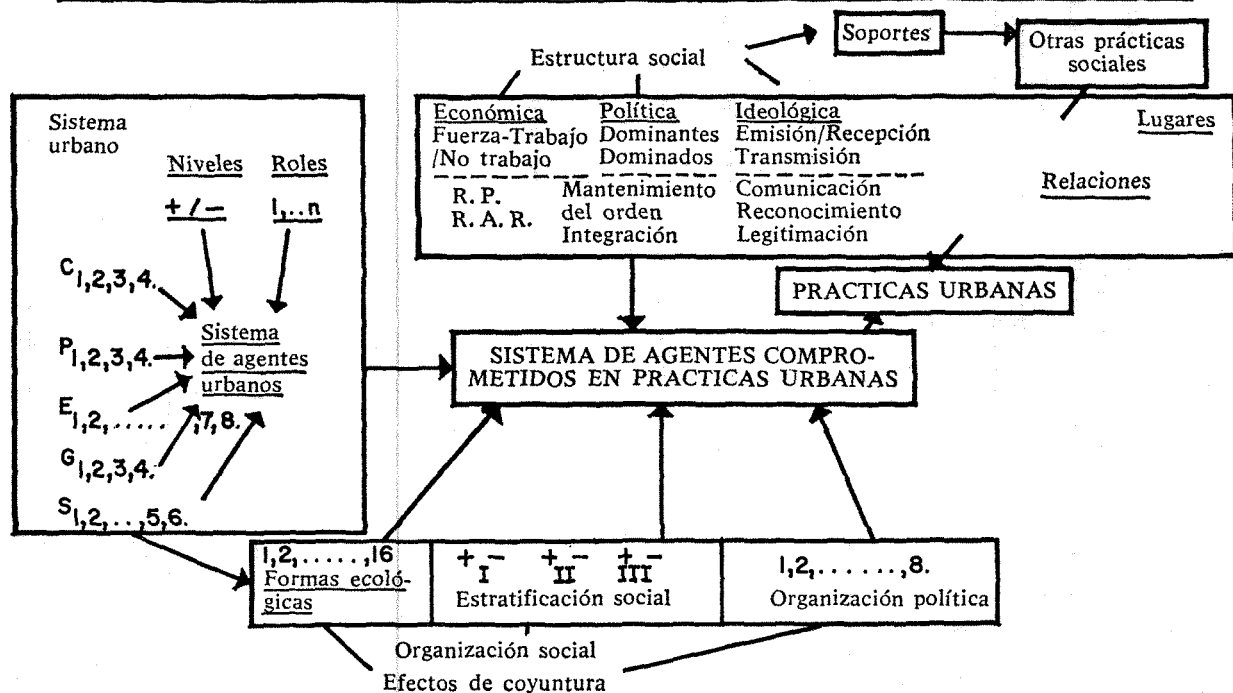 Estructura social
Soportes
Otras prácticas
sociales
Sistema
urbano
Niveles Roles
+ / − 1,..n
C1,2,3,4.
P1,2,3,4.
E1,2,..... ,7,8.
G1,2,3,4.
S1,2,..,5,6.
Sistema
de agentes
urbanos
Económica
Fuerza-Trabajo
/No trabajo
R. P.
R. A. R.
Política
Dominantes
Dominados
Mantenimiento
del orden
Integración
Ideológica
Emisión/Recepción
Transmisión
Comunicación
Reconocimiento
Legitimación
Lugares
Relaciones
PRACTICAS URBANAS
SISTEMA DE AGENTES COMPRO-
METIDOS EN PRACTICAS URBANAS
1,2,.....,16
Formas ecoló-
gicas
+ − + − + −
I II III
Estratificación social
1,2,......,8.
Organización política
Organización social
Efectos de coyuntura